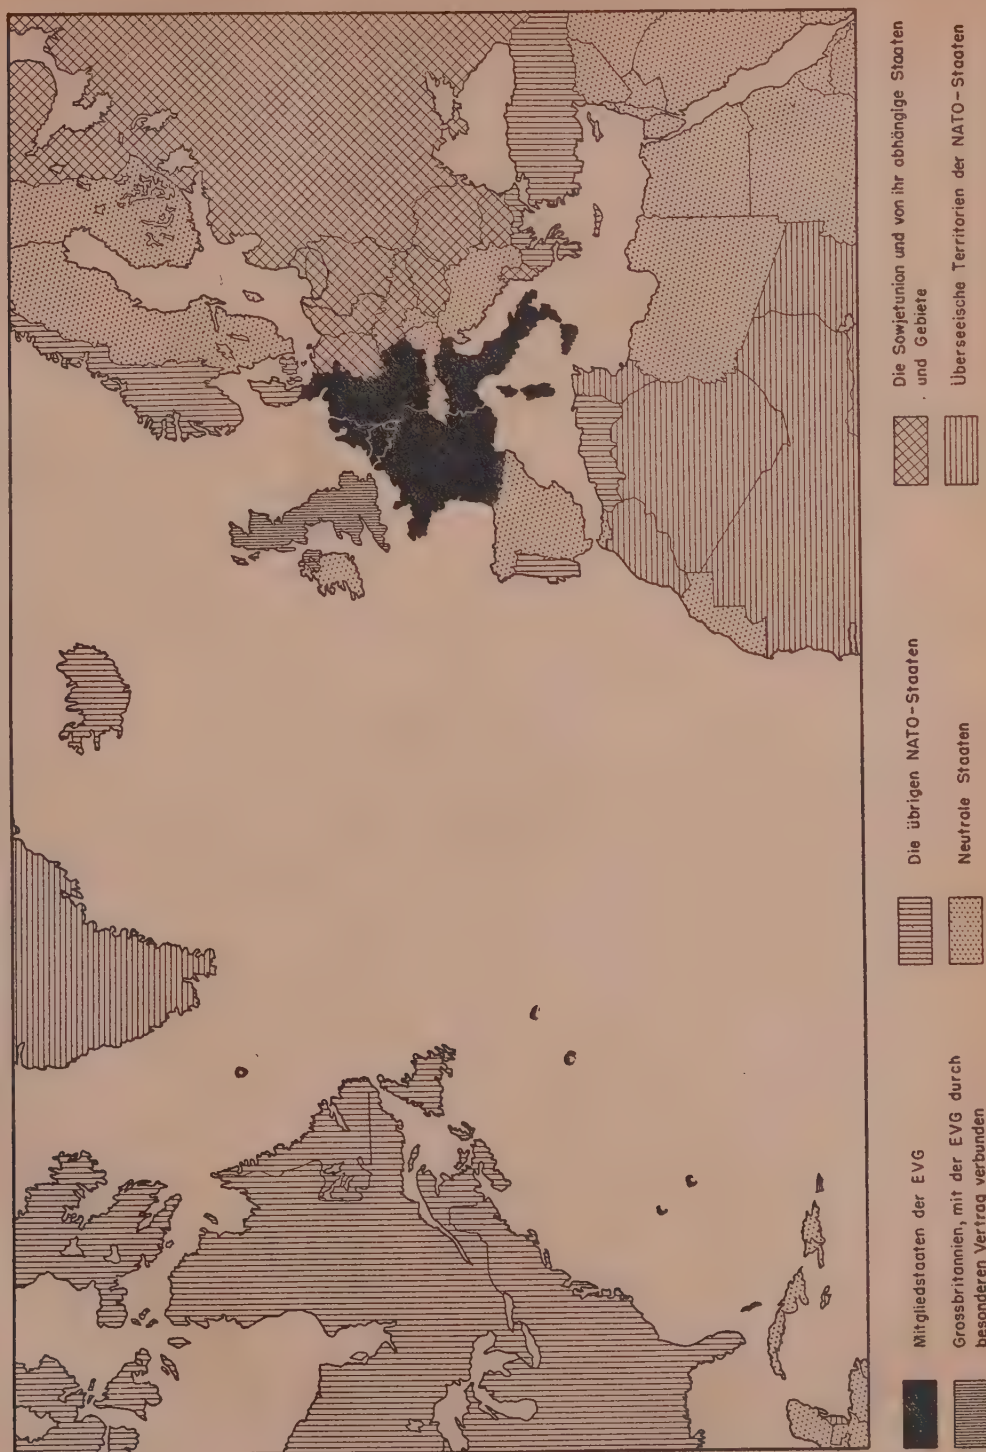 Mitgliedstaaten der EVG
Grossbritannien, mit der EVG durch
besonderen Vertrag verbunden
Die übrigen NATO-Staaten
Neutrale Staaten
Die Sowjetunion und von ihr abhängige Staaten
und Gebiete
Überseeische Territorien der NATO-Staaten